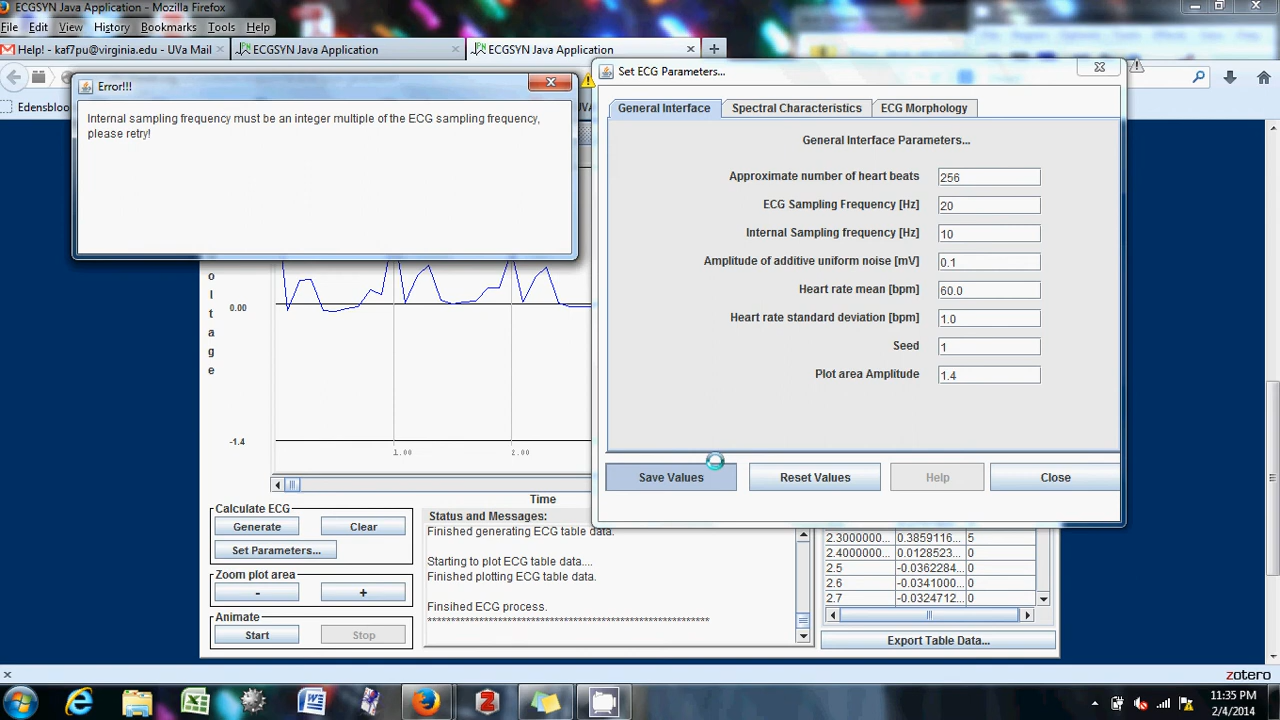 ECGSYN Java Application - Mozilla Firefox
File Edit View History Bookmarks Tools Help
Help! - kaf7pu@virginia.edu - UVa Mail × ECGSYN Java Application × ECGSYN Java Application × +
Edensbloo
Error!!!
Internal sampling frequency must be an integer multiple of the ECG sampling frequency,
please retry!
Set ECG Parameters...
General Interface Spectral Characteristics ECG Morphology
General Interface Parameters...
Approximate number of heart beats 256
ECG Sampling Frequency [Hz] 20
Internal Sampling frequency [Hz] 10
Amplitude of additive uniform noise [mV] 0.1
Heart rate mean [bpm] 60.0
Heart rate standard deviation [bpm] 1.0
Seed 1
Plot area Amplitude 1.4
Save Values Reset Values Help Close
o
l
t
a
g
e
0.00
-1.4
1.00 2.00
Time
Calculate ECG
Generate Clear
Set Parameters...
Zoom plot area
- +
Animate
Start Stop
Status and Messages:
Finished generating ECG table data.
Starting to plot ECG table data....
Finished plotting ECG table data.
Finsihed ECG process.
2.3000000... 0.3859116... 5
2.4000000... 0.0128523... 0
2.5 -0.0362284... 0
2.6 -0.0341000... 0
2.7 -0.0324712... 0
Export Table Data...
zotero
11:35 PM
2/4/2014